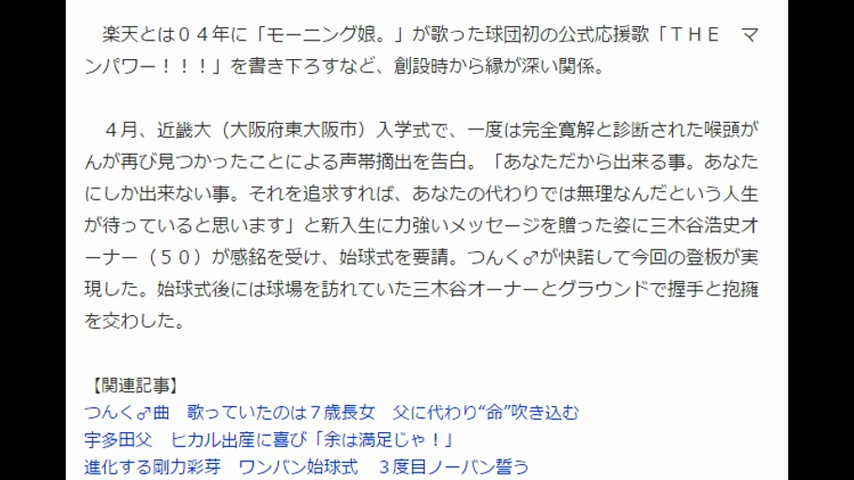 楽天とは０４年に「モーニング娘。」が歌った球団初の公式応援歌「ＴＨＥ　マ
ンパワー！！！」を書き下ろすなど、創設時から縁が深い関係。
　４月、近畿大（大阪府東大阪市）入学式で、一度は完全寛解と診断された喉頭が
んが再び見つかったことによる声帯摘出を告白。「あなただから出来る事。あなた
にしか出来ない事。それを追求すれば、あなたの代わりでは無理なんだという人生
が待っていると思います」と新入生に力強いメッセージを贈った姿に三木谷浩史オ
ーナー（５０）が感銘を受け、始球式を要請。つんく♂が快諾して今回の登板が実
現した。始球式後には球場を訪れていた三木谷オーナーとグラウンドで握手と抱擁
を交わした。
【関連記事】
つんく♂曲　歌っていたのは７歳長女　父に代わり“命”吹き込む
宇多田父　ヒカル出産に喜び「余は満足じゃ！」
進化する剛力彩芽　ワンバン始球式　３度目ノーバン誓う